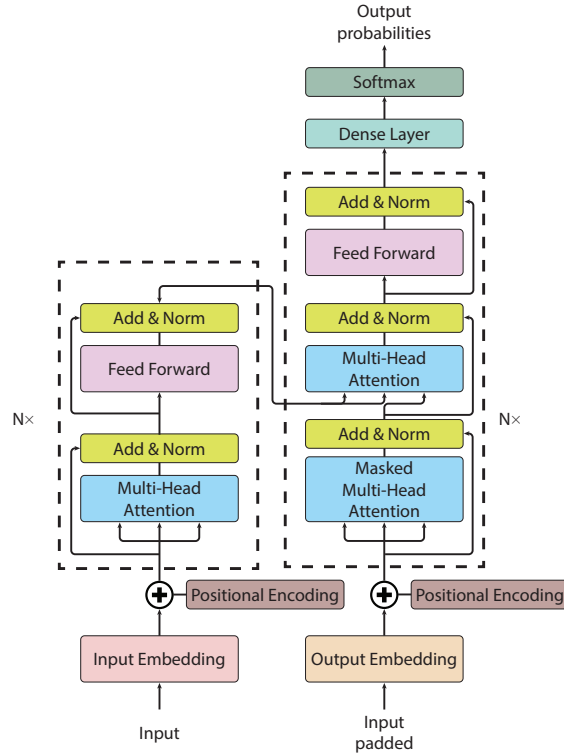 Output
probabilities
Softmax
Dense Layer
Add & Norm
Feed Forward
Add & Norm
Multi-Head
Attention
Add & Norm
Masked
Multi-Head
Attention
N×
Positional Encoding
Output Embedding
Input
padded
Add & Norm
Feed Forward
N×
Add & Norm
Multi-Head
Attention
Positional Encoding
Input Embedding
Input